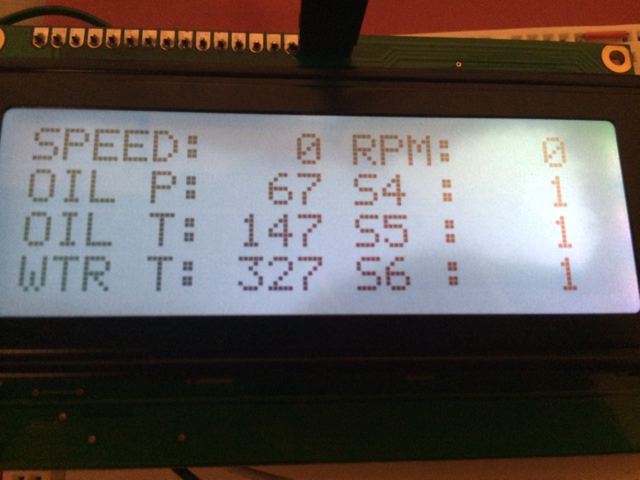 SPEED: 0 RPM: 0
OIL P: 67 S4 : 1
OIL T: 147 S5 : 1
WTR T: 327 S6 : 1